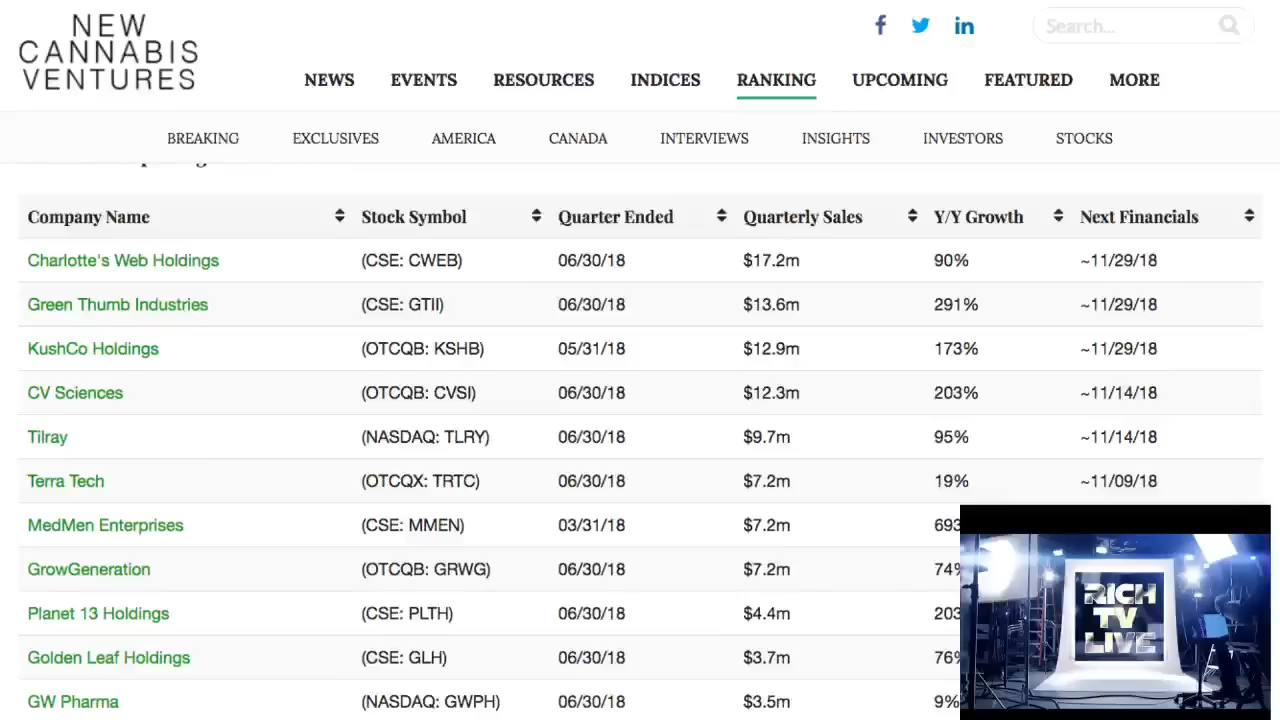 NEW
CANNABIS
VENTURES
Search...
NEWS EVENTS RESOURCES INDICES RANKING UPCOMING FEATURED MORE
BREAKING EXCLUSIVES AMERICA CANADA INTERVIEWS INSIGHTS INVESTORS STOCKS
Company Name Stock Symbol Quarter Ended Quarterly Sales Y/Y Growth Next Financials
Charlotte's Web Holdings (CSE: CWEB) 06/30/18 $17.2m 90% ~11/29/18
Green Thumb Industries (CSE: GTII) 06/30/18 $13.6m 291% ~11/29/18
KushCo Holdings (OTCQB: KSHB) 05/31/18 $12.9m 173% ~11/29/18
CV Sciences (OTCQB: CVSI) 06/30/18 $12.3m 203% ~11/14/18
Tilray (NASDAQ: TLRY) 06/30/18 $9.7m 95% ~11/14/18
Terra Tech (OTCQX: TRTC) 06/30/18 $7.2m 19% ~11/09/18
MedMen Enterprises (CSE: MMEN) 03/31/18 $7.2m 693
GrowGeneration (OTCQB: GRWG) 06/30/18 $7.2m 74%
Planet 13 Holdings (CSE: PLTH) 06/30/18 $4.4m 203
Golden Leaf Holdings (CSE: GLH) 06/30/18 $3.7m 76%
GW Pharma (NASDAQ: GWPH) 06/30/18 $3.5m 9%
RICH
TV
LIVE